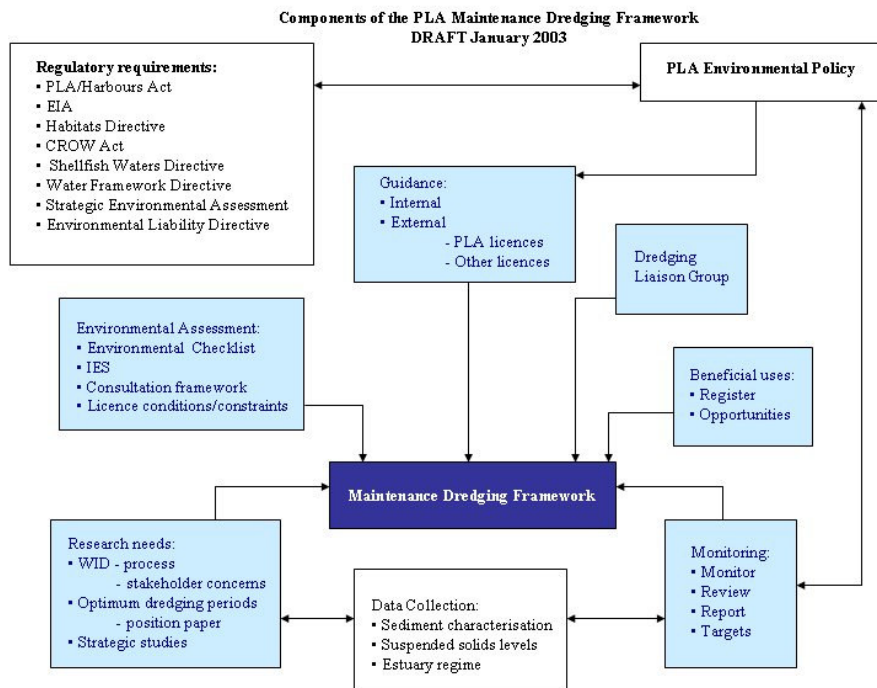 Components of the PLA Maintenance Dredging Framework
DRAFT January 2003
Regulatory requirements:
▪ PLA/Harbours Act
▪ EIA
▪ Habitats Directive
▪ CROW Act
▪ Shellfish Waters Directive
▪ Water Framework Directive
▪ Strategic Environmental Assessment
▪ Environmental Liability Directive
PLA Environmental Policy
Guidance:
▪ Internal
▪ External
- PLA licences
- Other licences
Dredging
Liaison Group
Environmental Assessment:
▪ Environmental Checklist
▪ IES
▪ Consultation framework
▪ Licence conditions/constraints
Beneficial uses:
▪ Register
▪ Opportunities
Maintenance Dredging Framework
Research needs:
▪ WID - process
- stakeholder concerns
▪ Optimum dredging periods
- position paper
▪ Strategic studies
Data Collection:
▪ Sediment characterisation
▪ Suspended solids levels
▪ Estuary regime
Monitoring:
▪ Monitor
▪ Review
▪ Report
▪ Targets